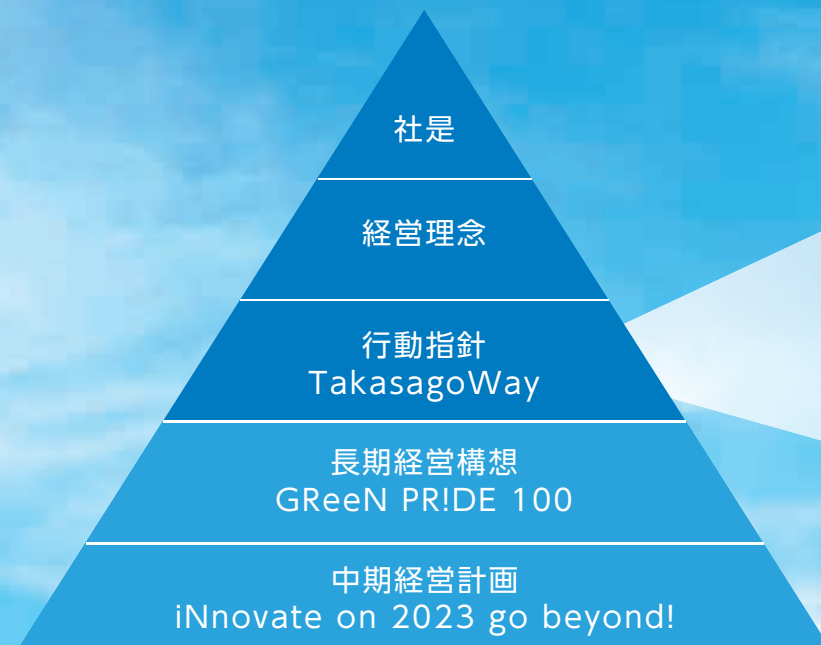 社是
経営理念
行動指針
TakasagoWay
長期経営構想
GReeN PR!DE 100
中期経営計画
iNnovate on 2023 go beyond!